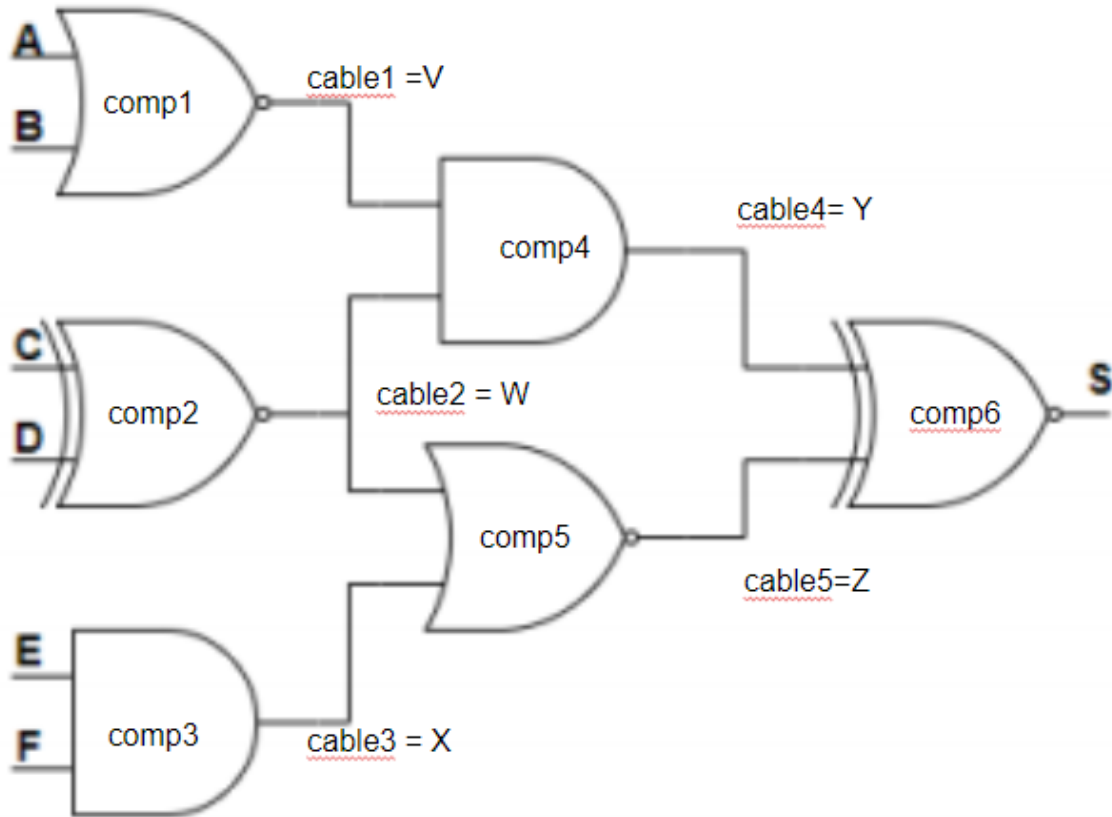 A
cable1 =V
comp1
B
cable4= Y
comp4
C
cable2 = W
S
comp2
comp6
D
comp5
cable5=Z
E
comp3
F
cable3 = X